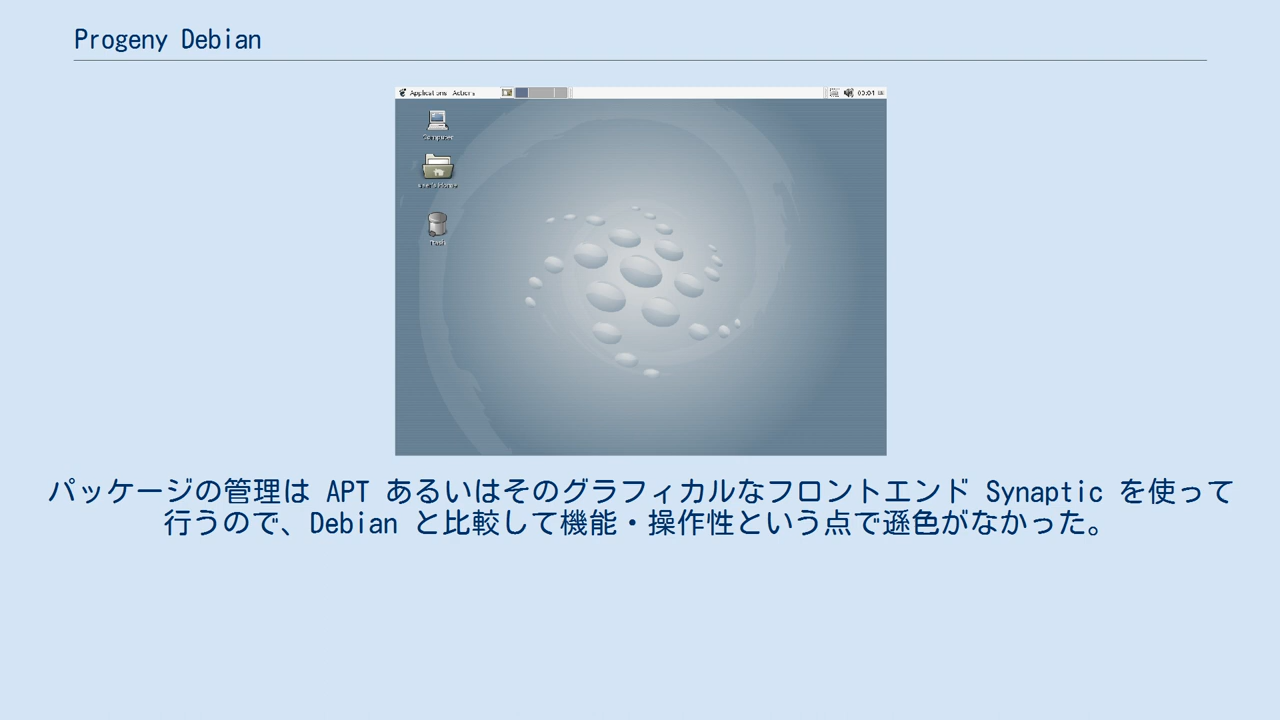 Progeny Debian
Applications Actions
Computer
パッケージの管理は APT あるいはそのグラフィカルなフロントエンド Synaptic を使って
行うので、Debian と比較して機能・操作性という点で遜色がなかった。